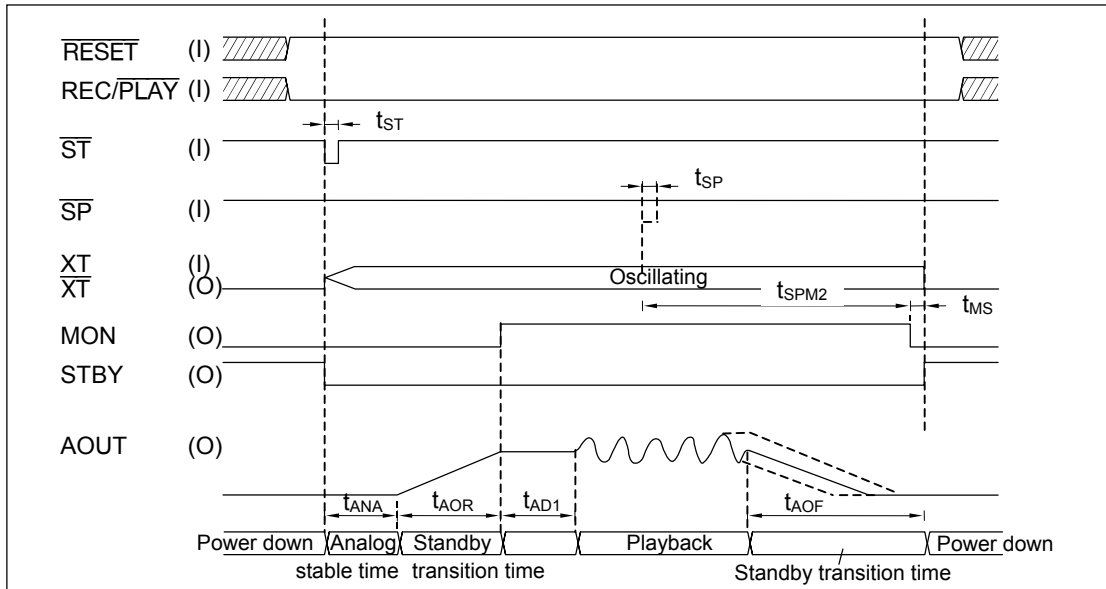 RESET (I)
REC/PLAY (I)
tST
ST (I)
tSP
SP (I)
XT (I)
Oscillating
XT (O)
tSPM2
tMS
MON (O)
STBY (O)
AOUT (O)
tANA tAOR tAD1 tAOF
Power down Analog Standby Playback Power down
stable time transition time Standby transition time